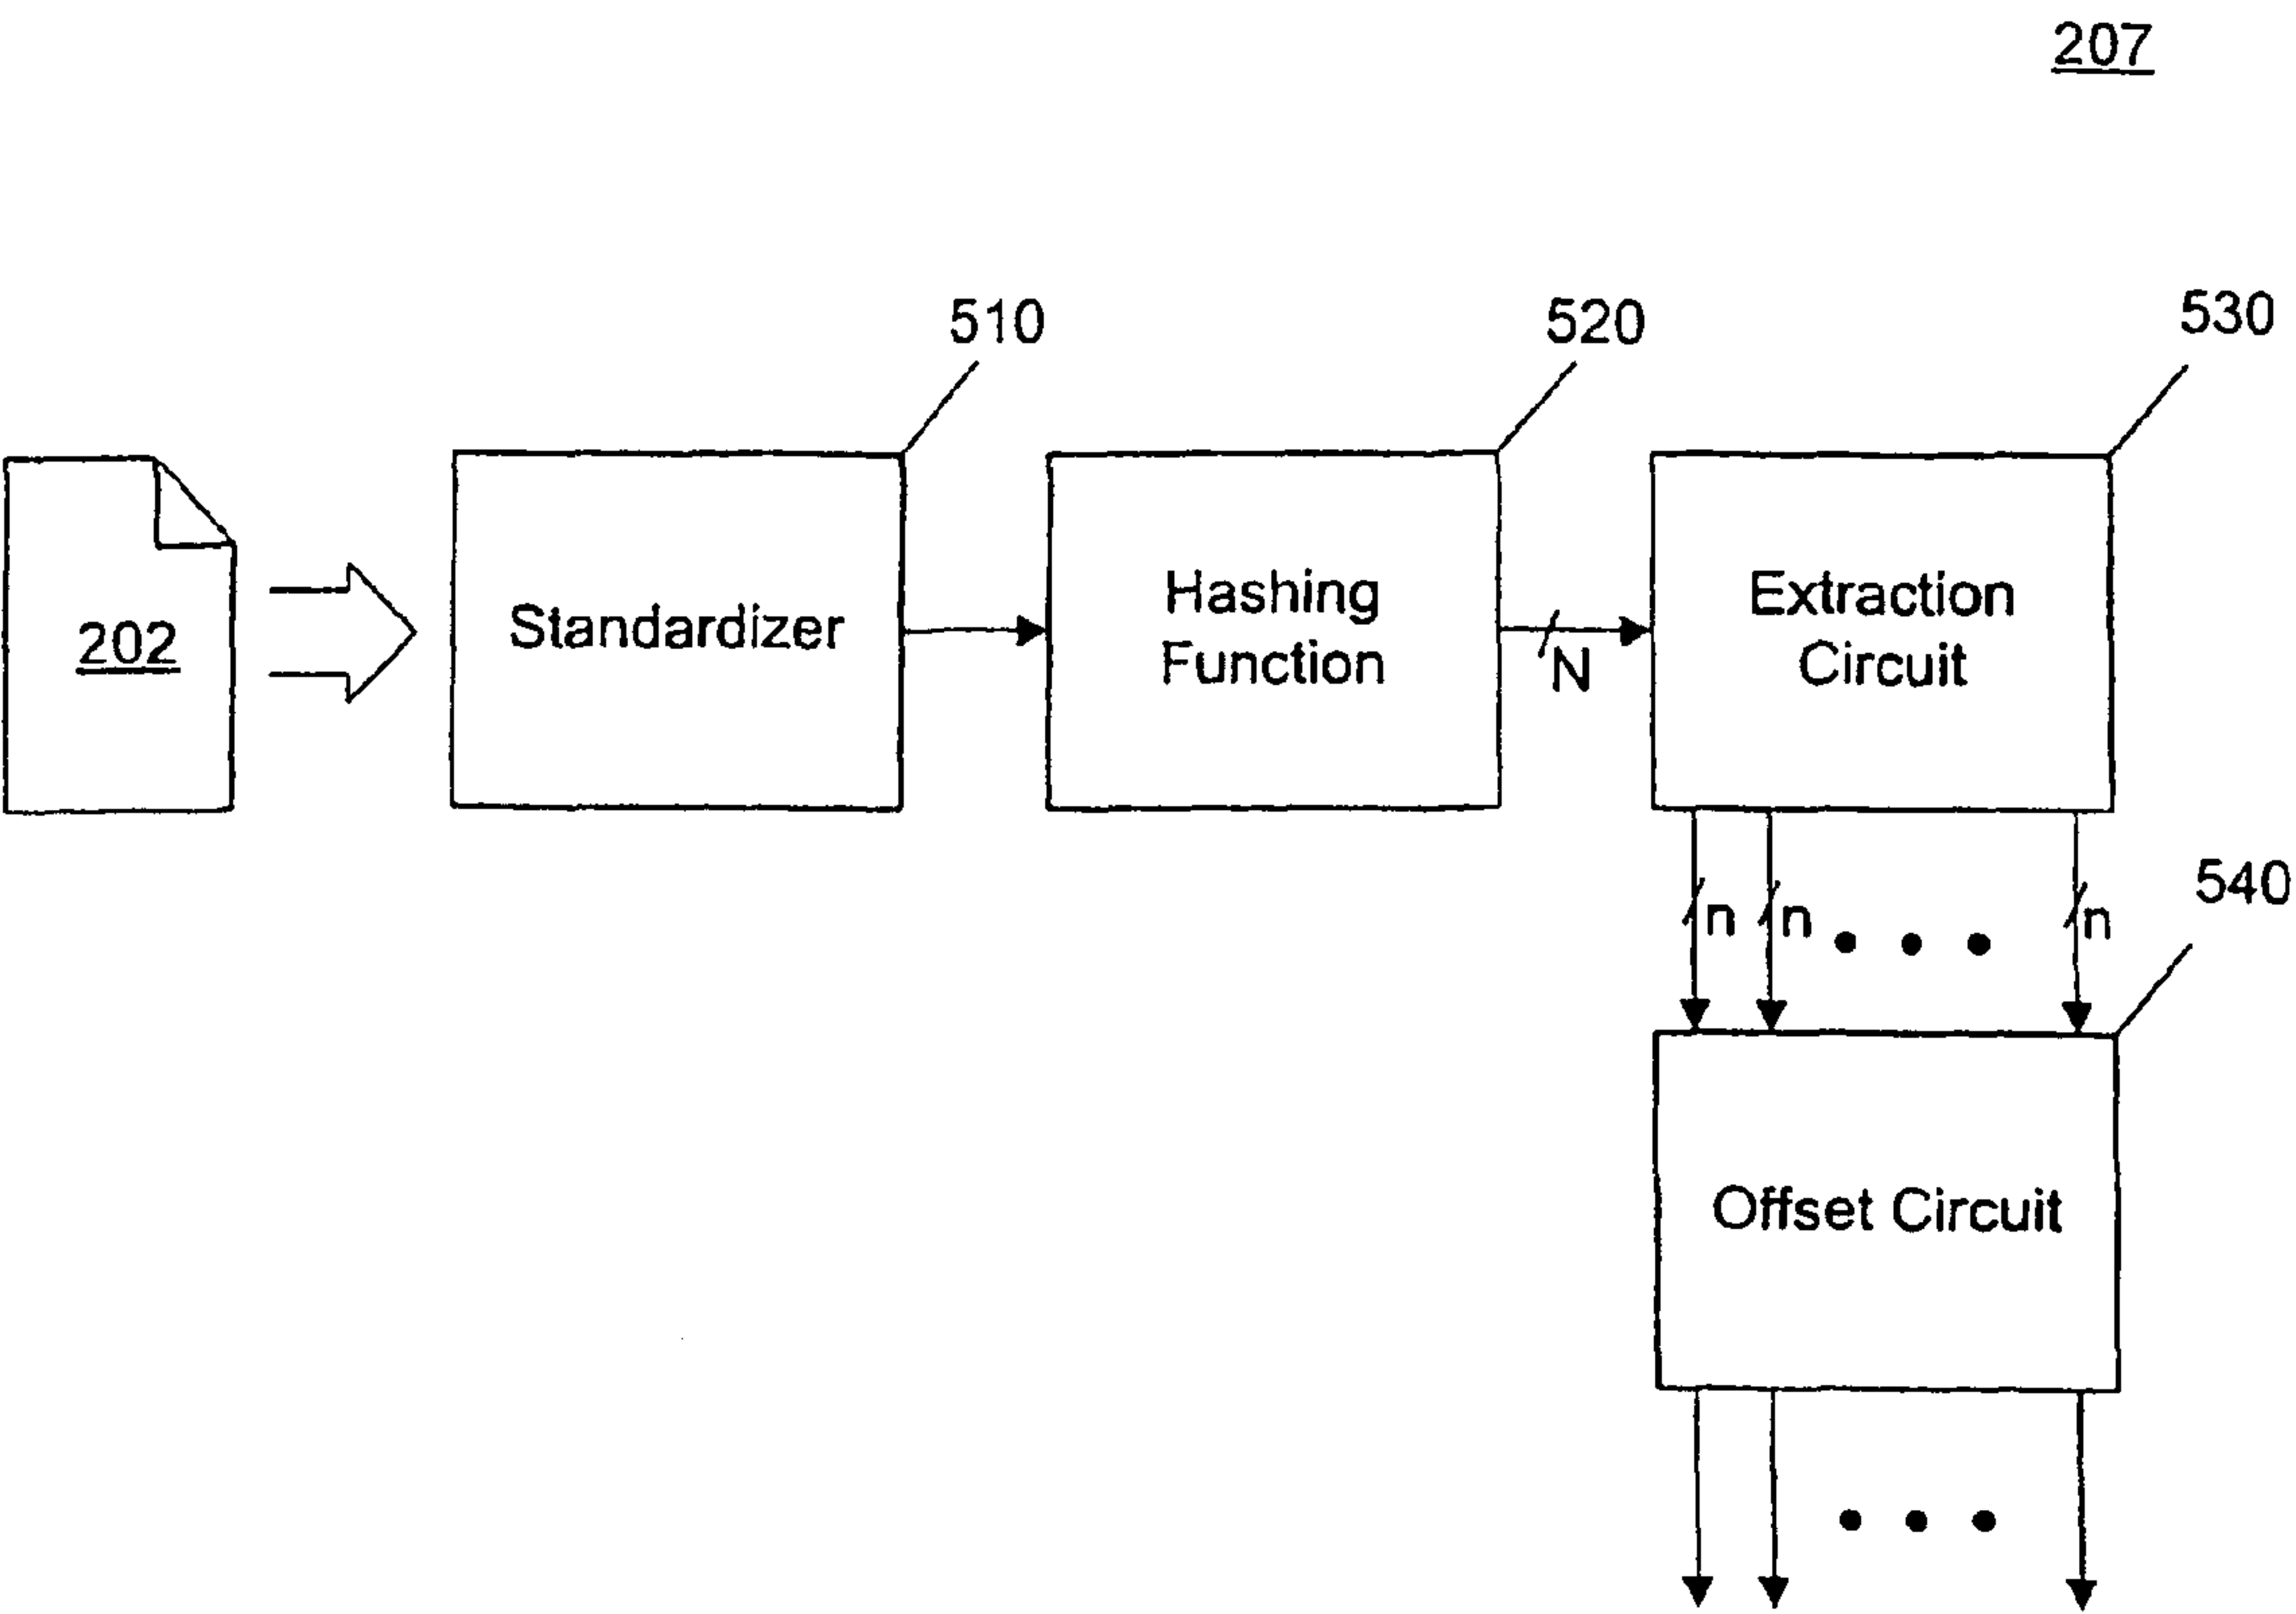 207
510
520
530
202
Standardizer
Hashing
Function
N
Extraction
Circuit
n
n
n
540
Offset Circuit